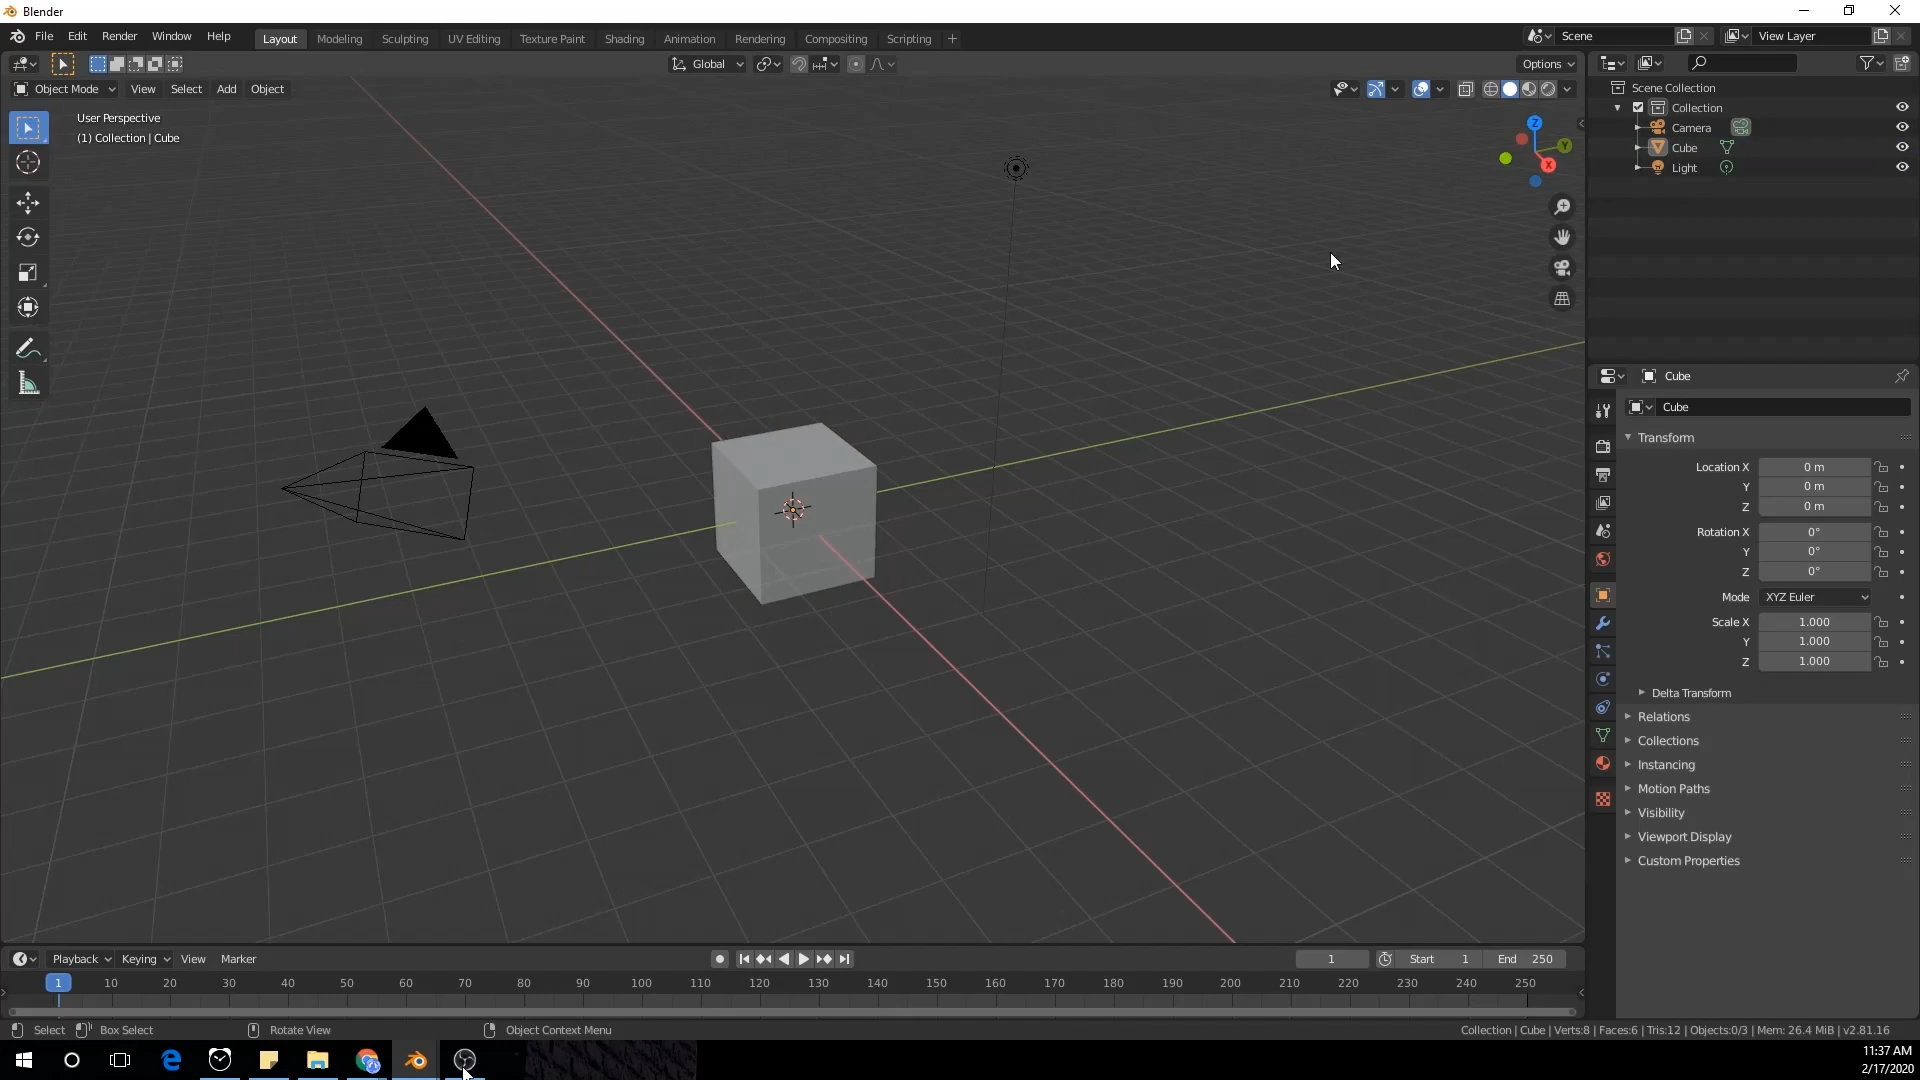 Blender
File Edit Render Window Help
Layout Modeling Sculpting UV Editing Texture Paint Shading Animation Rendering Compositing Scripting +
Scene
View Layer
Global
Options
Object Mode View Select Add Object
User Perspective
(1) Collection | Cube
Z
Y
X
Scene Collection
Collection
Camera
Cube
Light
Cube
Cube
Transform
Location X 0 m
Y 0 m
Z 0 m
Rotation X 0°
Y 0°
Z 0°
Mode XYZ Euler
Scale X 1.000
Y 1.000
Z 1.000
Delta Transform
Relations
Collections
Instancing
Motion Paths
Visibility
Viewport Display
Custom Properties
Playback Keying View Marker
1 Start 1 End 250
1 10 20 30 40 50 60 70 80 90 100 110 120 130 140 150 160 170 180 190 200 210 220 230 240 250
Select Box Select Rotate View Object Context Menu
Collection | Cube | Verts:8 | Faces:6 | Tris:12 | Objects:0/3 | Mem: 26.4 MiB | v2.81.16
11:37 AM
2/17/2020